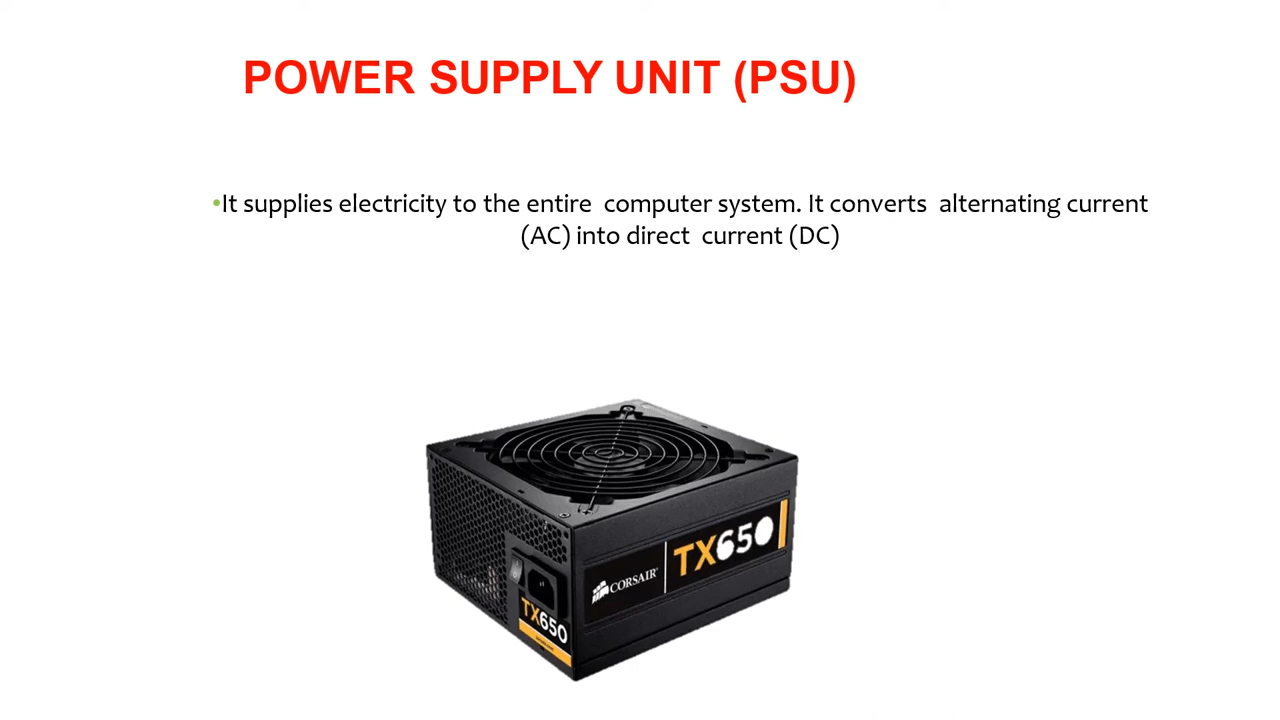 POWER SUPPLY UNIT (PSU)
•It supplies electricity to the entire  computer system. It converts  alternating current
(AC) into direct  current (DC)
CORSAIR
TX650
TX650